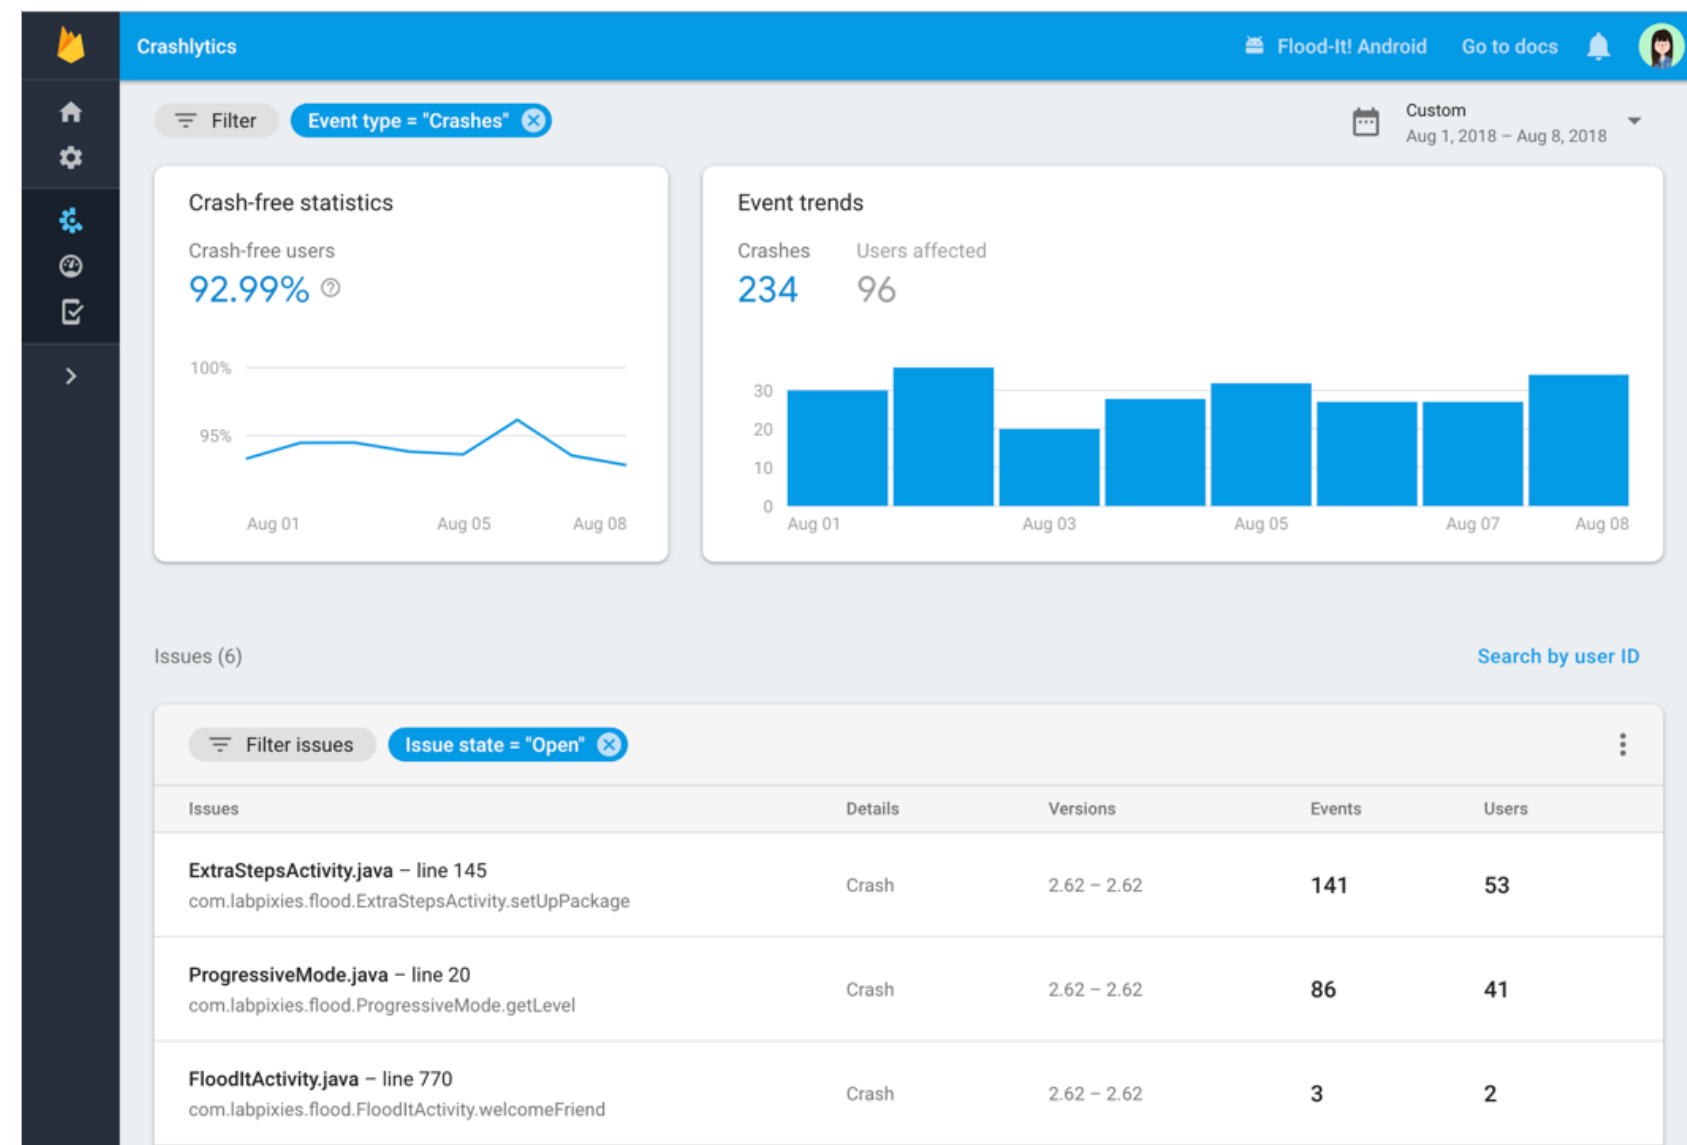 Crashlytics
Flood-It! Android
Go to docs
Filter
Event type = "Crashes"
Custom
Aug 1, 2018 – Aug 8, 2018
Crash-free statistics
Crash-free users
92.99%
100%
95%
Aug 01
Aug 05
Aug 08
Event trends
Crashes
Users affected
234
96
30
20
10
0
Aug 01
Aug 03
Aug 05
Aug 07
Aug 08
Issues (6)
Search by user ID
Filter issues
Issue state = "Open"
Issues
Details
Versions
Events
Users
ExtraStepsActivity.java – line 145
com.labpixies.flood.ExtraStepsActivity.setUpPackage
Crash
2.62 – 2.62
141
53
ProgressiveMode.java – line 20
com.labpixies.flood.ProgressiveMode.getLevel
Crash
2.62 – 2.62
86
41
FloodItActivity.java – line 770
com.labpixies.flood.FloodItActivity.welcomeFriend
Crash
2.62 – 2.62
3
2